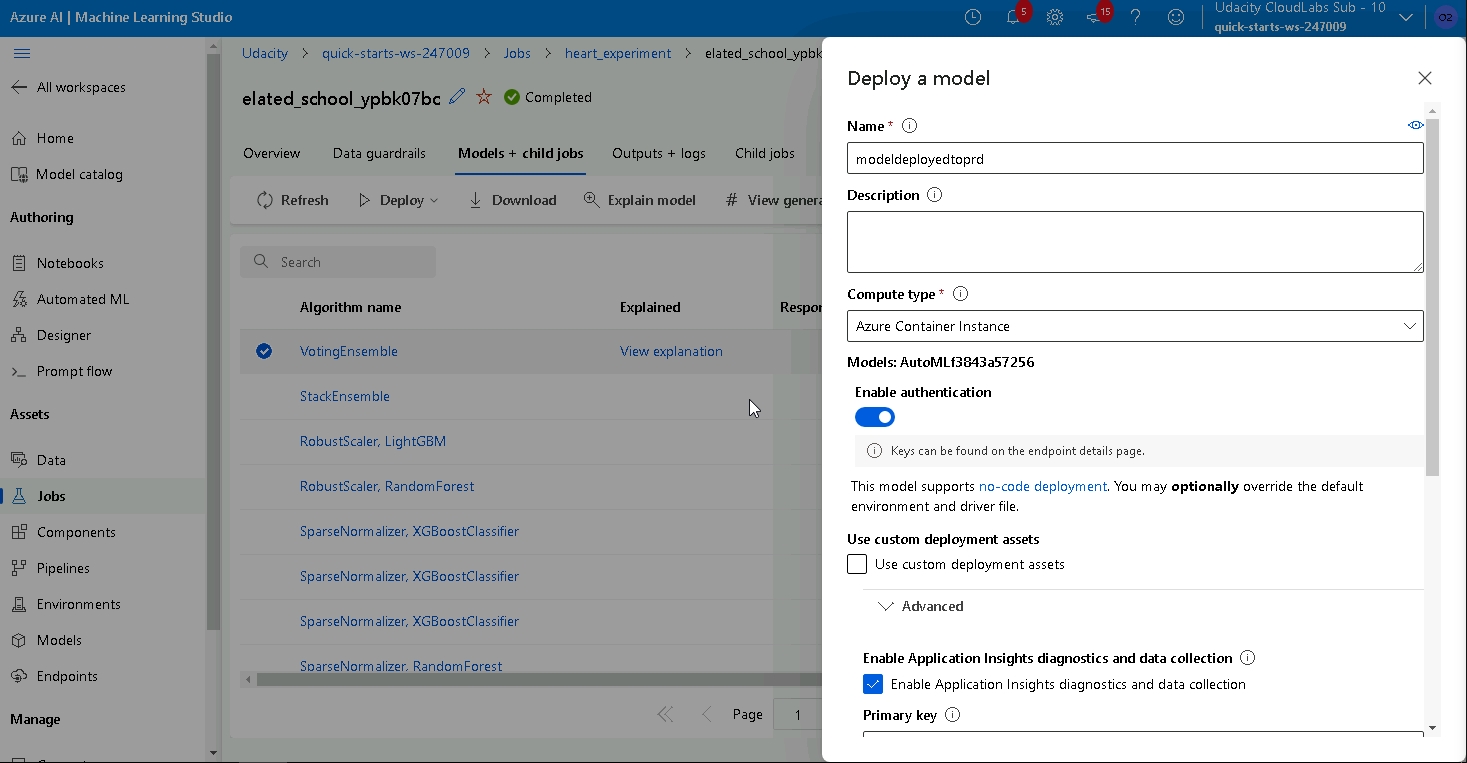 Azure AI | Machine Learning Studio
5
15
Udacity CloudLabs Sub - 10
quick-starts-ws-247009
OZ
All workspaces
Home
Model catalog
Authoring
Notebooks
Automated ML
Designer
Prompt flow
Assets
Data
Jobs
Components
Pipelines
Environments
Models
Endpoints
Manage
Udacity > quick-starts-ws-247009 > Jobs > heart_experiment > elated_school_ypbk
elated_school_ypbk07bc Completed
Overview Data guardrails Models + child jobs Outputs + logs Child jobs
Refresh Deploy Download Explain model # View genera
Search
Algorithm name Explained Respon
VotingEnsemble View explanation
StackEnsemble
RobustScaler, LightGBM
RobustScaler, RandomForest
SparseNormalizer, XGBoostClassifier
SparseNormalizer, XGBoostClassifier
SparseNormalizer, XGBoostClassifier
SparseNormalizer, RandomForest
Page 1
Deploy a model
Name *
modeldeployedtoprd
Description
Compute type *
Azure Container Instance
Models: AutoMLf3843a57256
Enable authentication
Keys can be found on the endpoint details page.
This model supports no-code deployment. You may optionally override the default
environment and driver file.
Use custom deployment assets
Use custom deployment assets
Advanced
Enable Application Insights diagnostics and data collection
Enable Application Insights diagnostics and data collection
Primary key